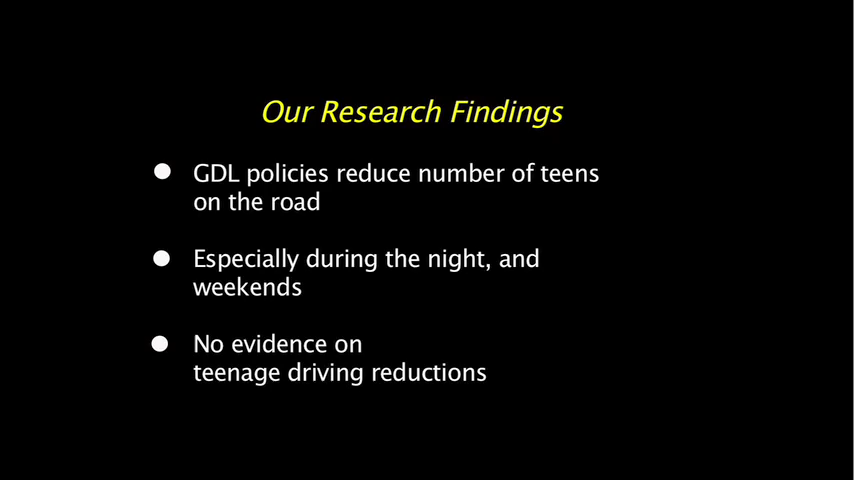 Our Research Findings
GDL policies reduce number of teens
on the road
Especially during the night, and
weekends
No evidence on
teenage driving reductions